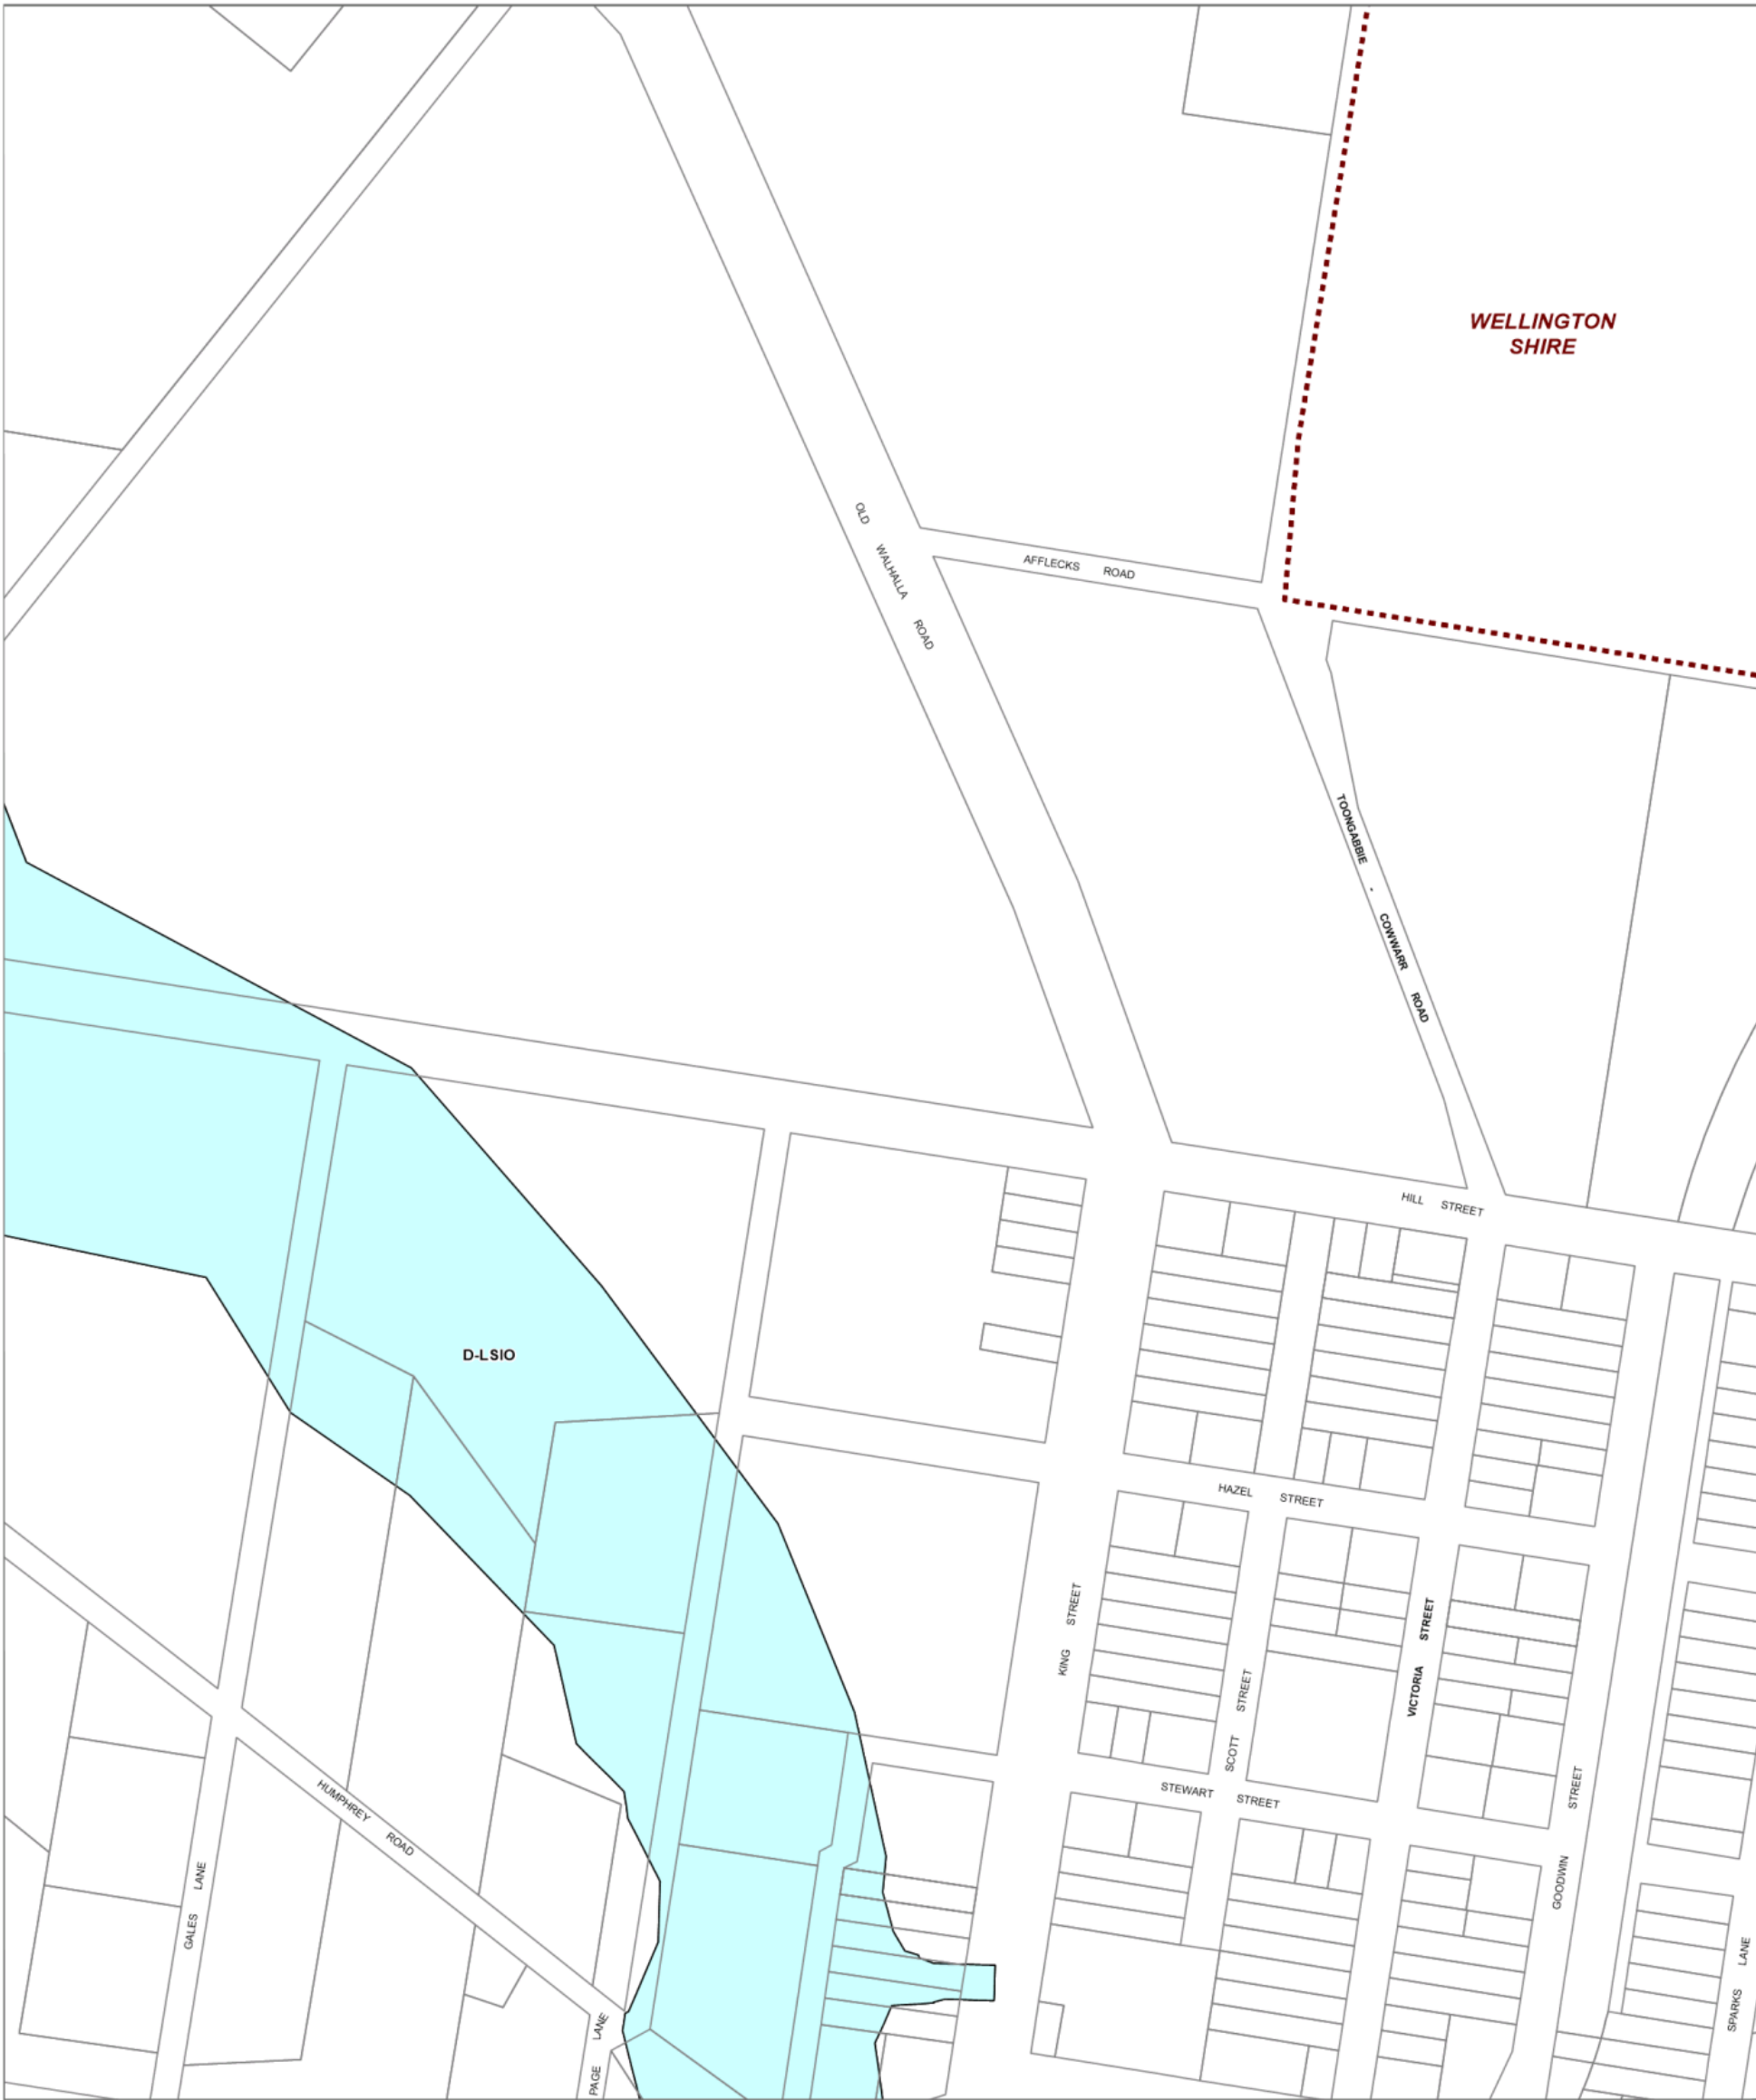 WELLINGTON
SHIRE
OLD WALHALLA ROAD
AFFLECKS ROAD
TOONGABBIE - COWWARR ROAD
HILL STREET
D-LSIO
HAZEL STREET
KING STREET
VICTORIA STREET
SCOTT STREET
STEWART STREET
GOODWIN STREET
HUMPHREY ROAD
GALES LANE
PAGE LANE
SPARKS LANE